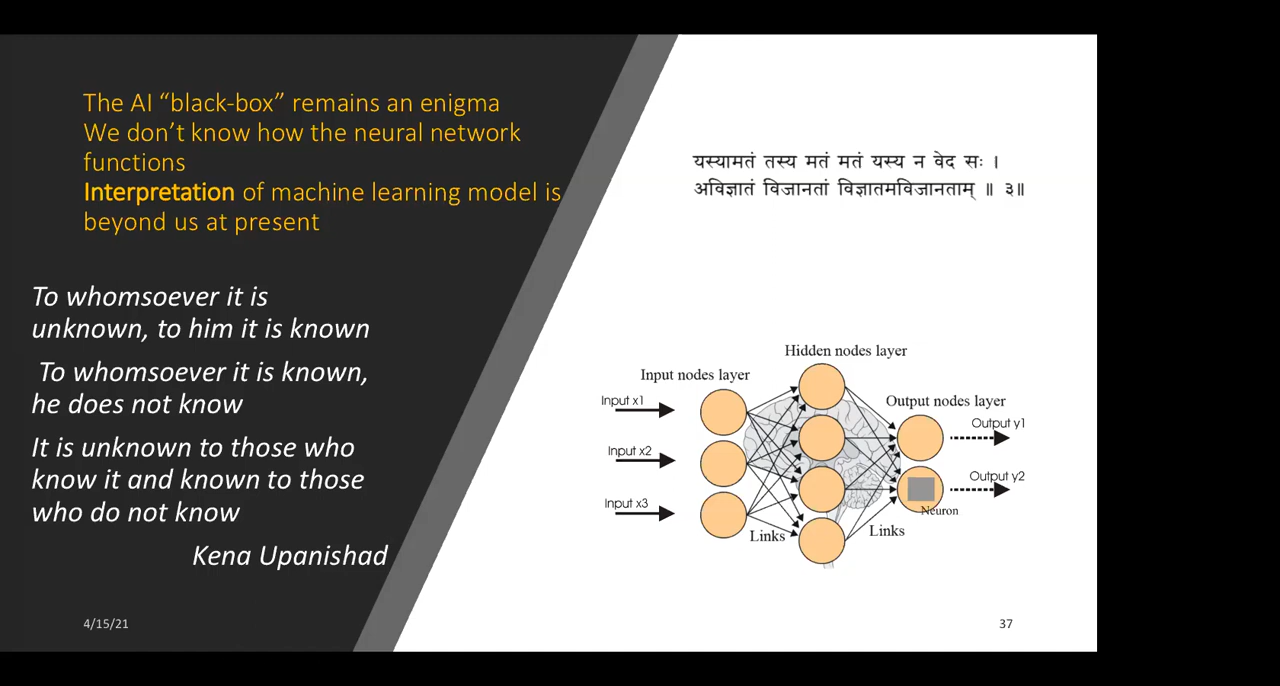 The AI “black-box” remains an enigma
We don’t know how the neural network
functions
Interpretation of machine learning model is
beyond us at present
To whomsoever it is
unknown, to him it is known
To whomsoever it is known,
he does not know
It is unknown to those who
know it and known to those
who do not know
Kena Upanishad
4/15/21
यस्यामतं तस्य मतं मतं यस्य न वेद सः ।
अविज्ञातं विजानतां विज्ञातमविजानताम् ॥ ३॥
Hidden nodes layer
Input nodes layer
Output nodes layer
Input x1
Output y1
Input x2
Output y2
Input x3
Neuron
Links
Links
37